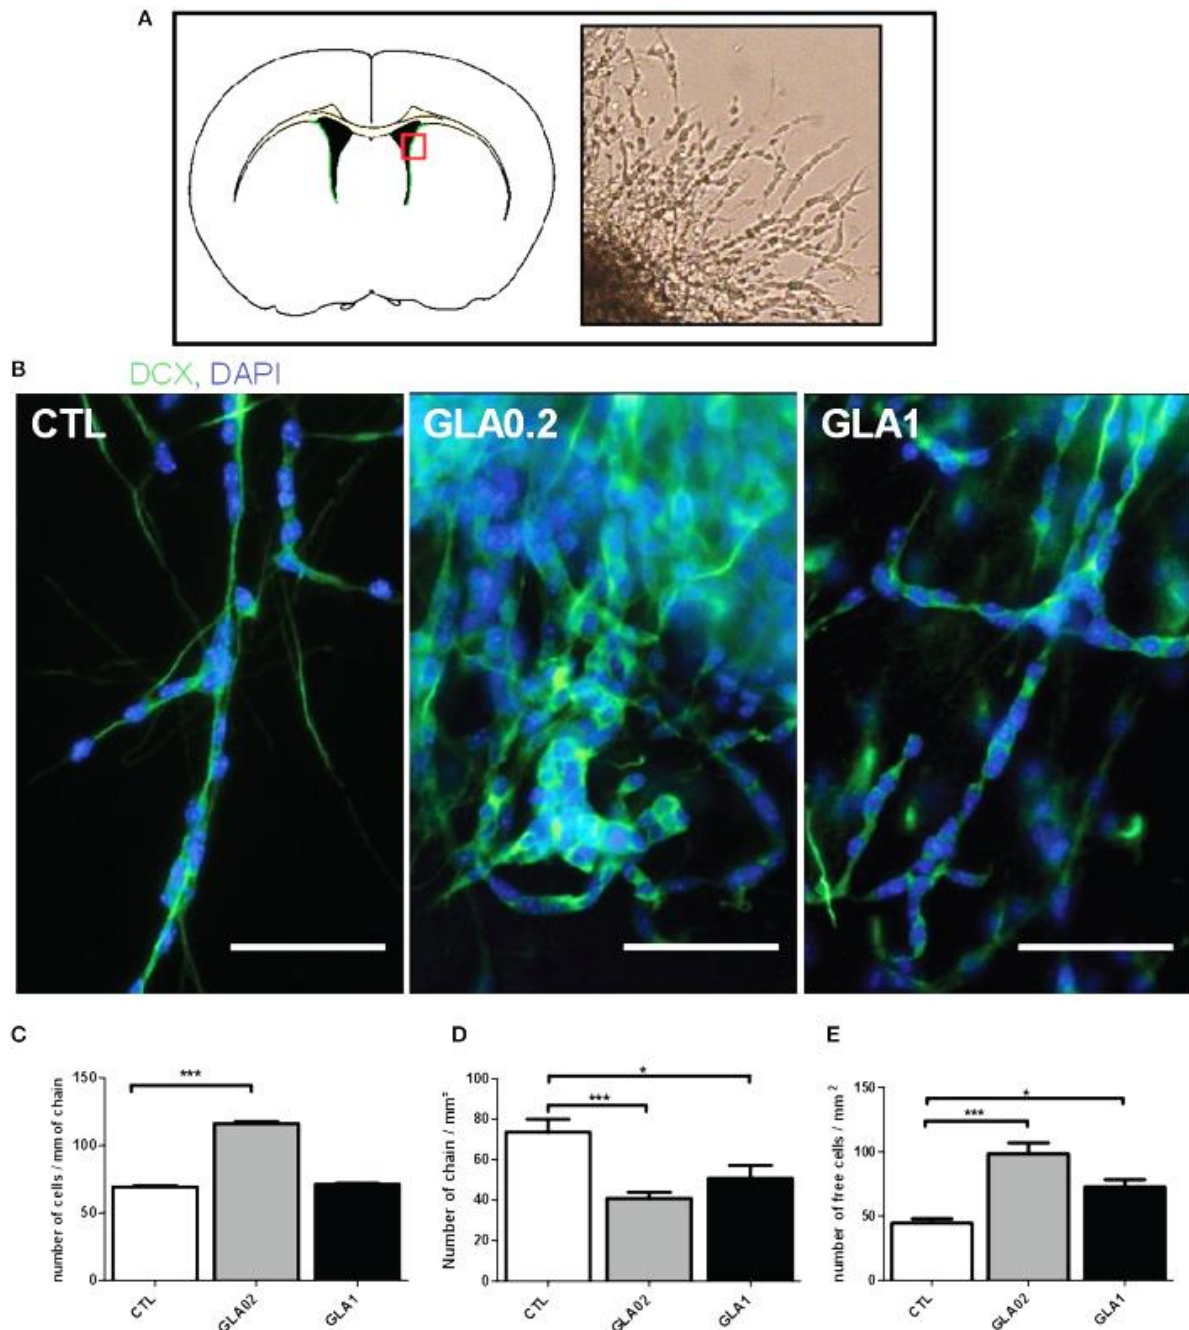 A
B
DCX, DAPI
CTL
GLA0.2
GLA1
C
number of cells / mm of chain
150
100
50
0
***
CTL
GLA02
GLA1
D
Number of chain / mm²
100
80
60
40
20
0
*
***
CTL
GLA02
GLA1
E
number of free cells / mm²
150
100
50
0
*
***
CTL
GLA02
GLA1